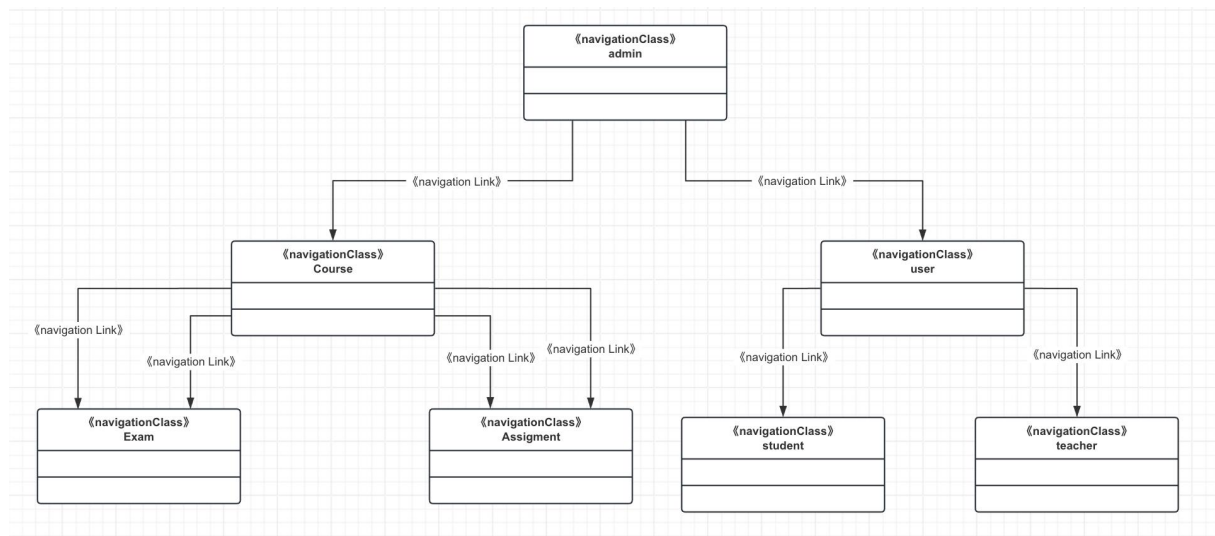 《navigationClass》
admin
《navigation Link》
《navigation Link》
《navigationClass》
Course
《navigationClass》
user
《navigation Link》
《navigation Link》
《navigation Link》
《navigation Link》
《navigation Link》
《navigation Link》
《navigationClass》
Exam
《navigationClass》
Assigment
《navigationClass》
student
《navigationClass》
teacher